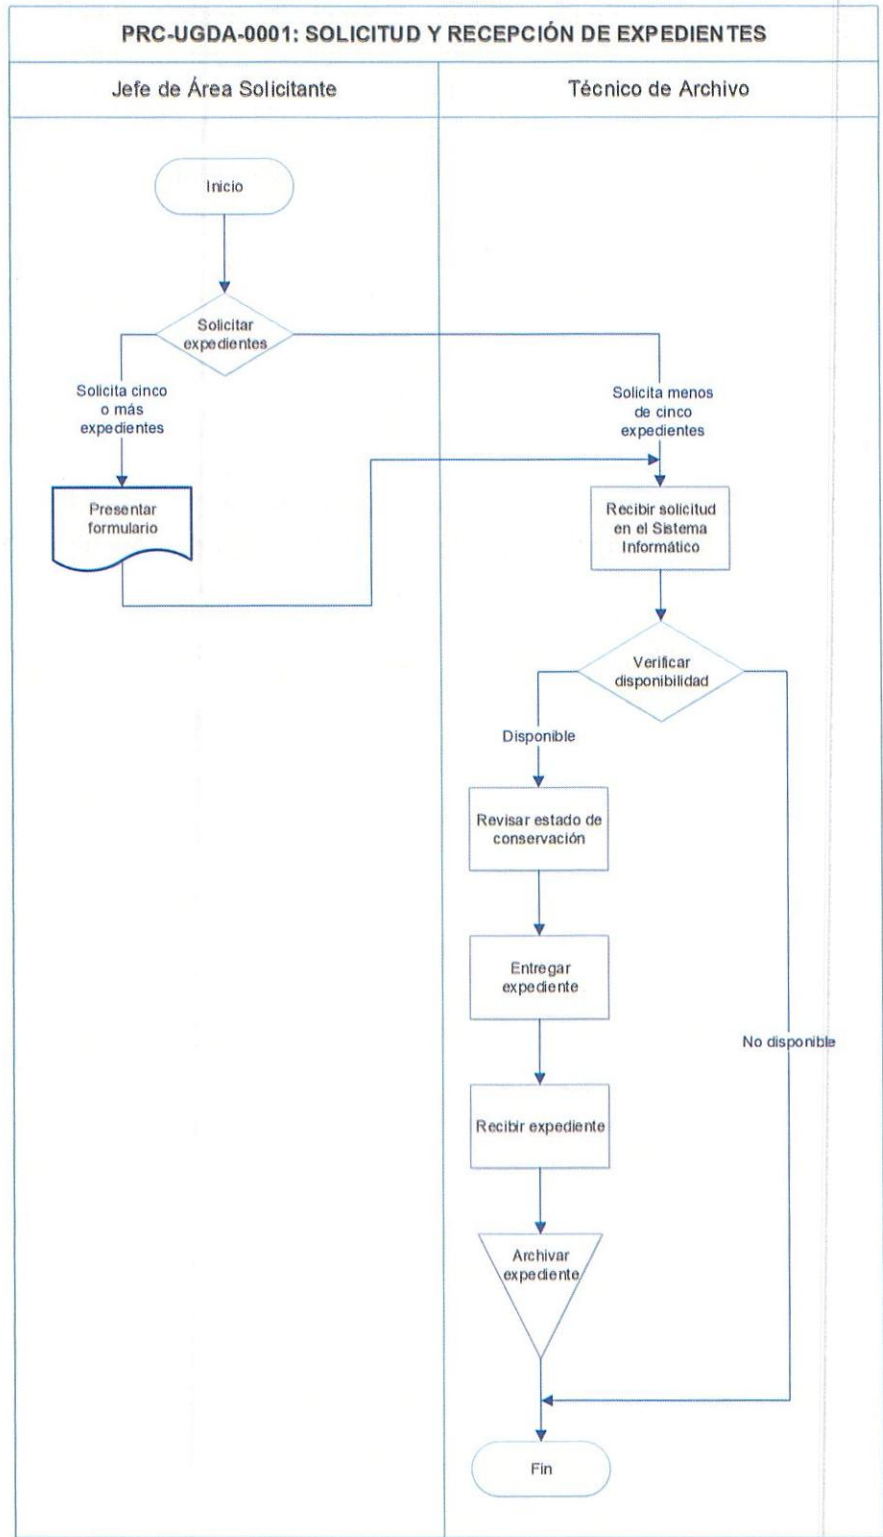 PRC-UGDA-0001: SOLICITUD Y RECEPCIÓN DE EXPEDIENTES
Jefe de Área Solicitante
Técnico de Archivo
Inicio
Solicitar
expedientes
Solicita cinco
o más
expedientes
Solicita menos
de cinco
expedientes
Presentar
formulario
Recibir solicitud
en el Sistema
Informático
Verificar
disponibilidad
Disponible
Revisar estado de
conservación
Entregar
expediente
No disponible
Recibir expediente
Archivar
expediente
Fin